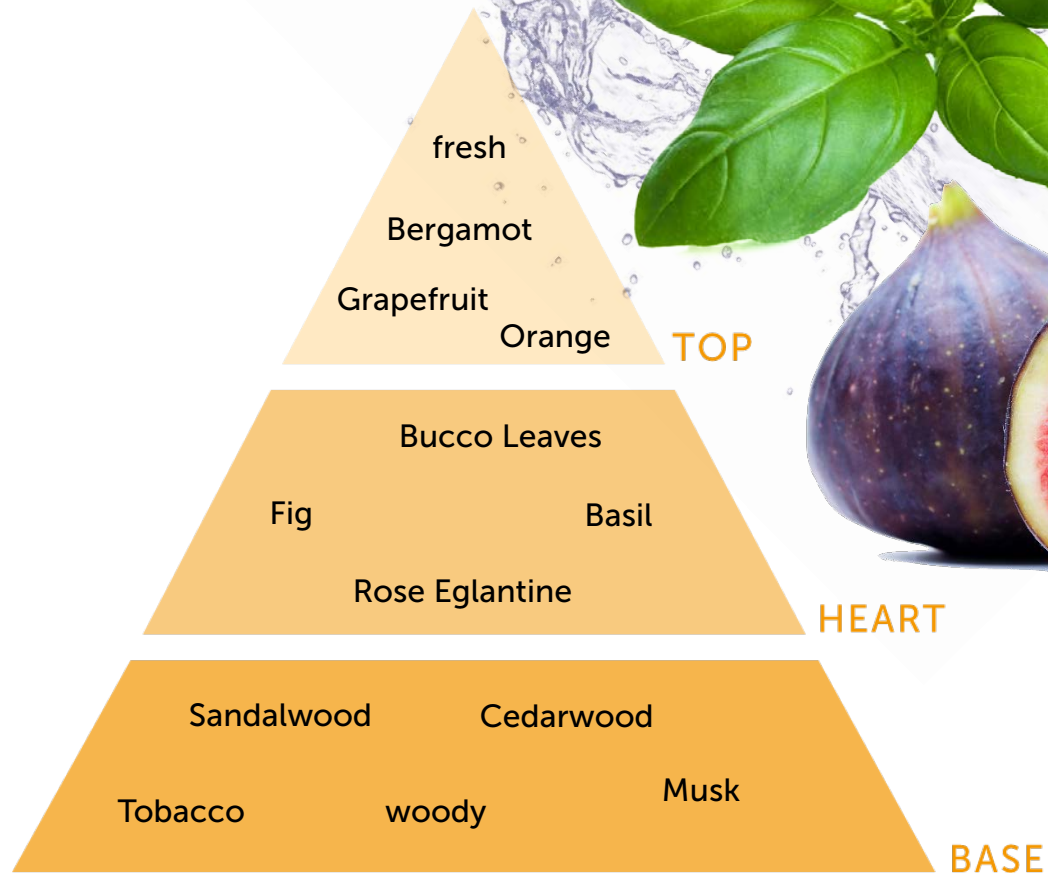 fresh
Bergamot
Grapefruit
Orange
TOP
Bucco Leaves
Fig Basil
Rose Eglantine
HEART
Sandalwood Cedarwood
Musk
Tobacco woody
BASE